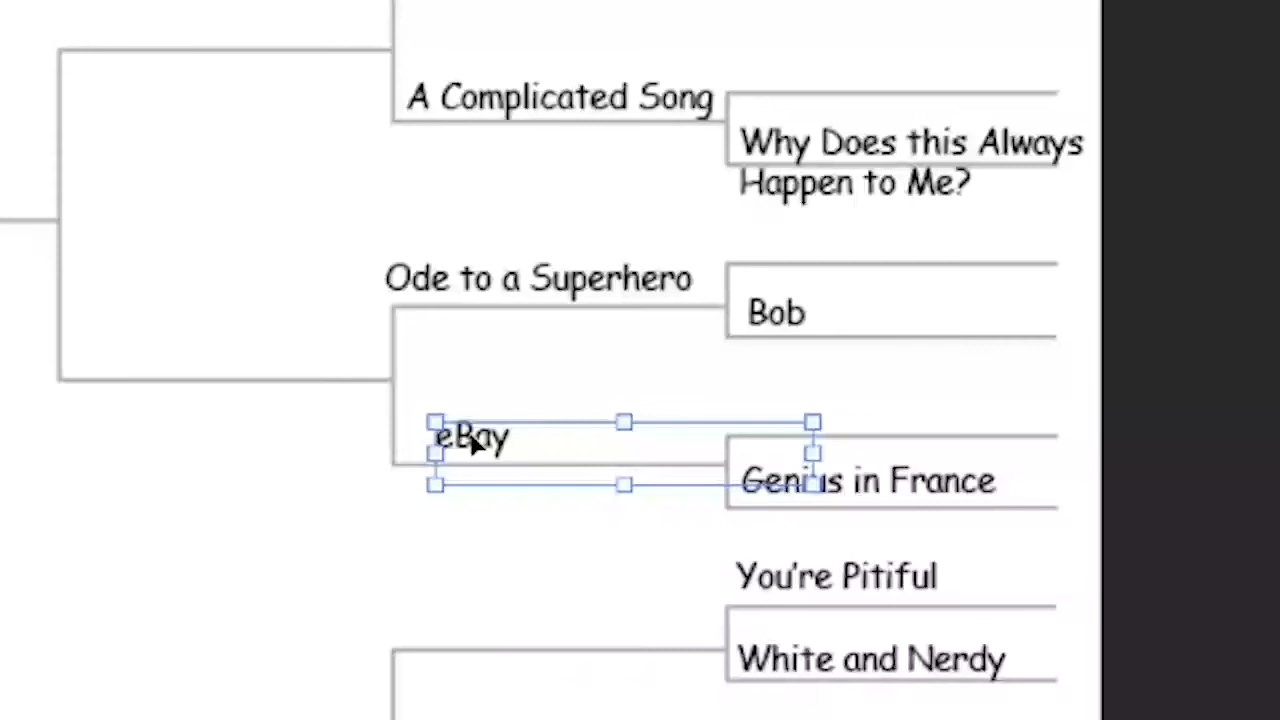 A Complicated Song
Why Does this Always
Happen to Me?
Ode to a Superhero
Bob
eBay
Genius in France
You're Pitiful
White and Nerdy